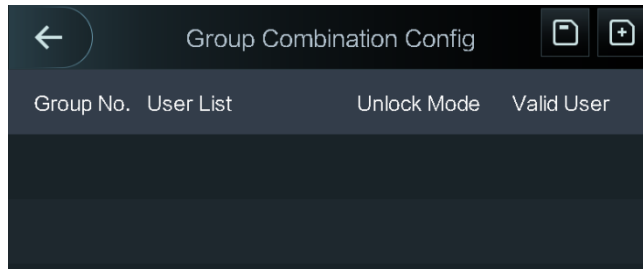 Group Combination Config
Group No. User List Unlock Mode Valid User